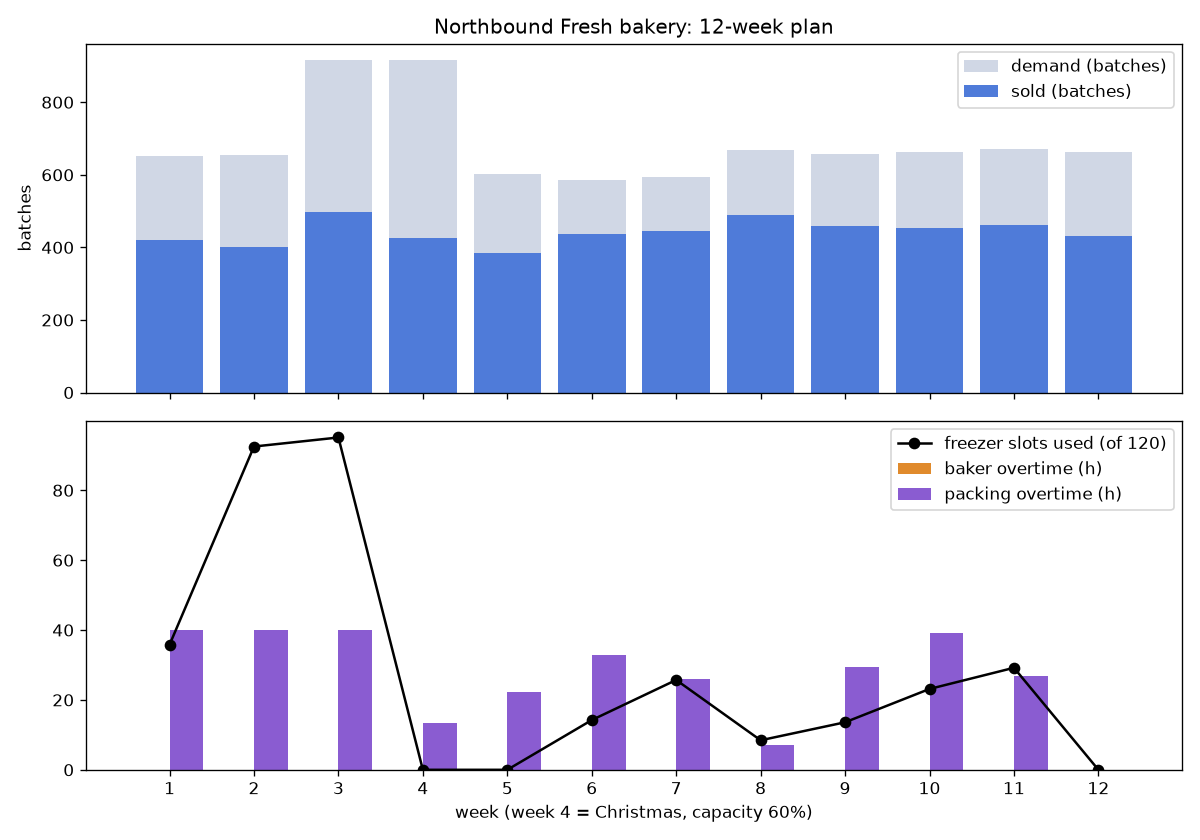 Northbound Fresh bakery: 12-week plan
demand (batches)
sold (batches)
batches
800
600
400
200
0
freezer slots used (of 120)
baker overtime (h)
packing overtime (h)
80
60
40
20
0
1 2 3 4 5 6 7 8 9 10 11 12
week (week 4 = Christmas, capacity 60%)